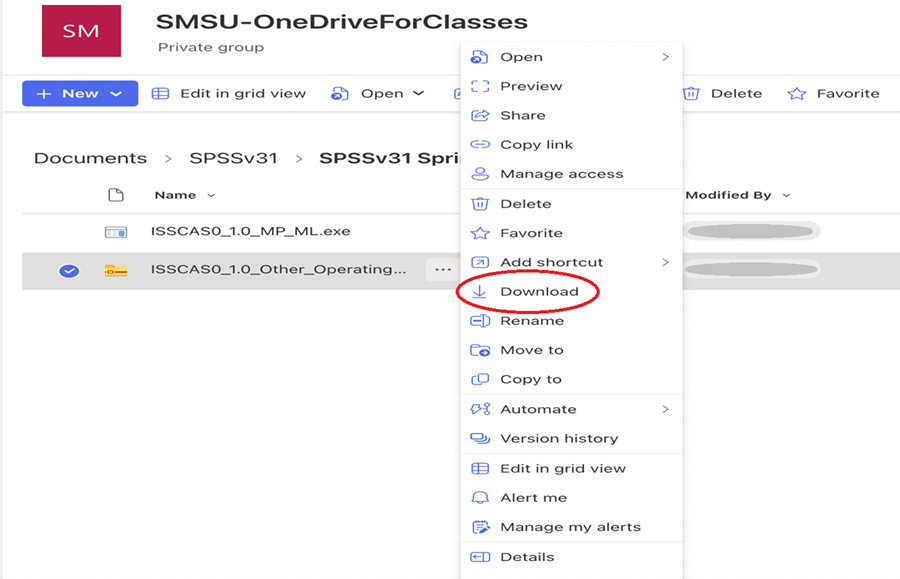 SM
SMSU-OneDriveForClasses
Private group
New
Edit in grid view
Open
Delete
Favorite
Documents > SPSSv31 > SPSSv31 Spri
Name
Modified By
ISSCAS0_1.0_MP_ML.exe
ISSCAS0_1.0_Other_Operating...
Open
Preview
Share
Copy link
Manage access
Delete
Favorite
Add shortcut
Download
Rename
Move to
Copy to
Automate
Version history
Edit in grid view
Alert me
Manage my alerts
Details